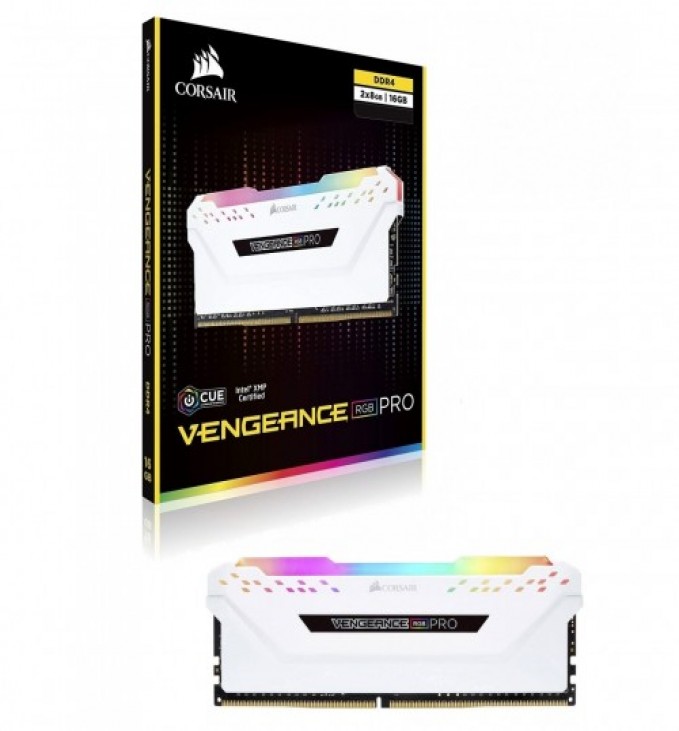 CORSAIR
DDR4
2x8GB | 16GB
CORSAIR
VENGEANCE RGB PRO
CUE
Intel® XMP
Certified
VENGEANCE RGB PRO
CORSAIR
VENGEANCE RGB PRO
DDR4
16
GB
CORSAIR
VENGEANCE RGB PRO